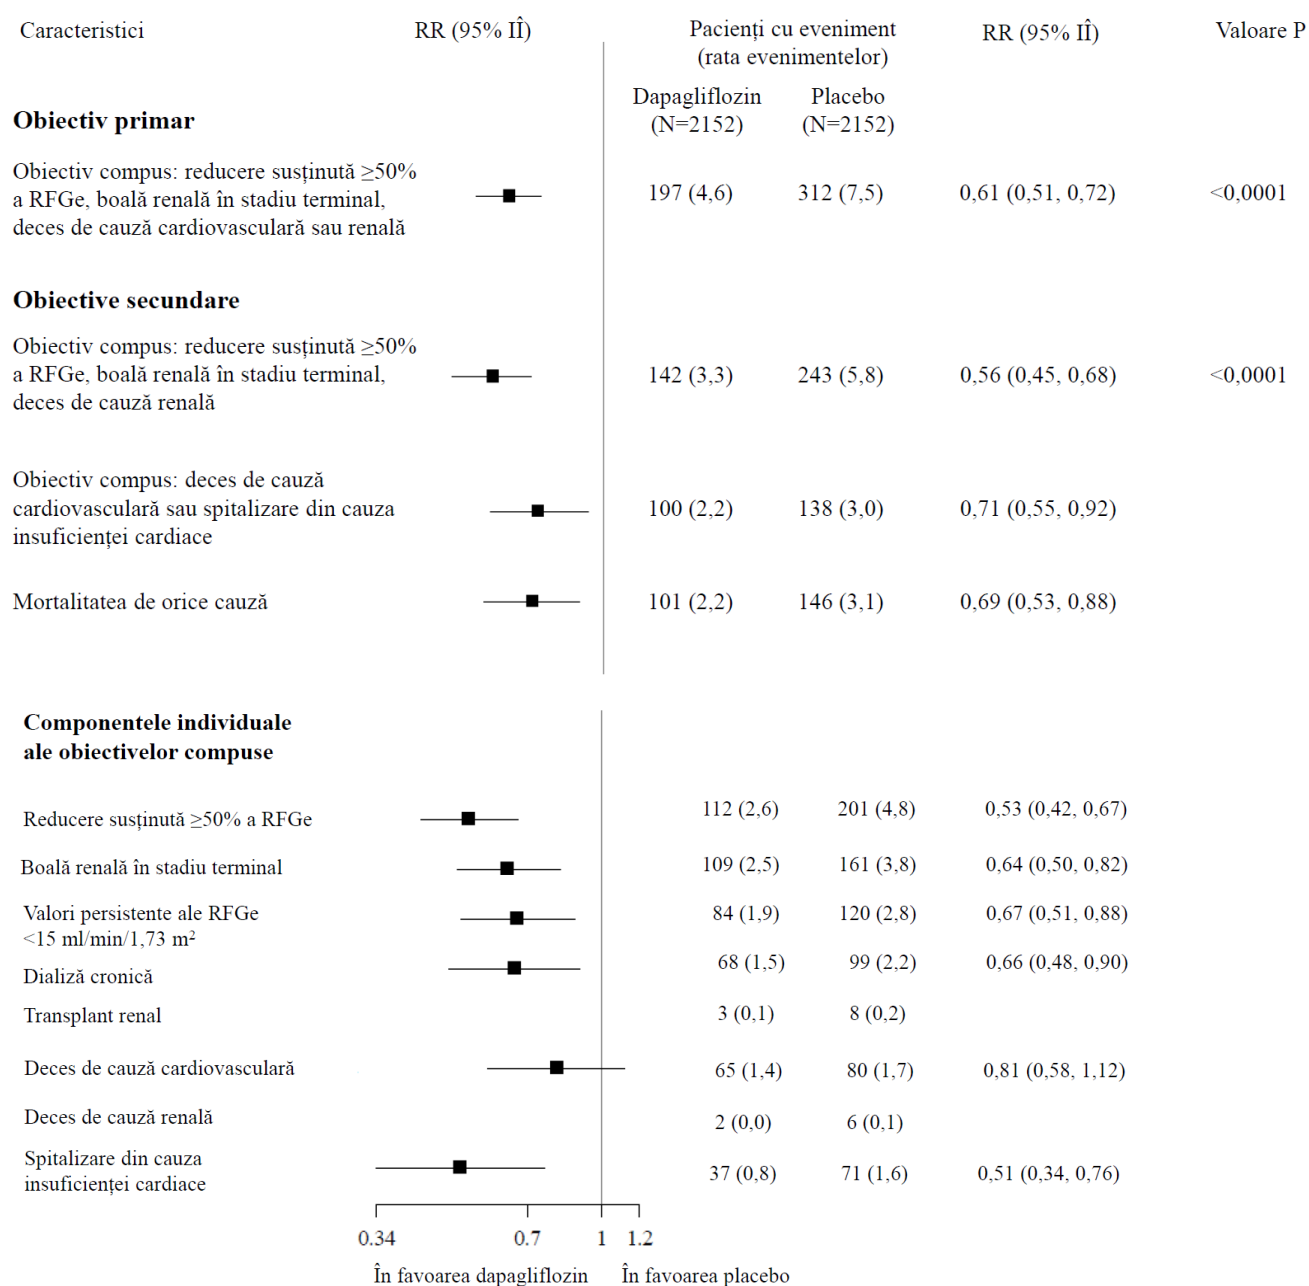 Caracteristici RR (95% IÎ) Pacienți cu eveniment RR (95% IÎ) Valoare P
(rata evenimentelor)
Dapagliflozin Placebo
Obiectiv primar (N=2152) (N=2152)
Obiectiv compus: reducere susținută ≥50%
a RFGe, boală renală în stadiu terminal, 197 (4,6) 312 (7,5) 0,61 (0,51, 0,72) <0,0001
deces de cauză cardiovasculară sau renală
Obiective secundare
Obiectiv compus: reducere susținută ≥50%
a RFGe, boală renală în stadiu terminal, 142 (3,3) 243 (5,8) 0,56 (0,45, 0,68) <0,0001
deces de cauză renală
Obiectiv compus: deces de cauză
cardiovasculară sau spitalizare din cauza 100 (2,2) 138 (3,0) 0,71 (0,55, 0,92)
insuficienței cardiace
Mortalitatea de orice cauză 101 (2,2) 146 (3,1) 0,69 (0,53, 0,88)
Componentele individuale
ale obiectivelor compuse
Reducere susținută ≥50% a RFGe 112 (2,6) 201 (4,8) 0,53 (0,42, 0,67)
Boală renală în stadiu terminal 109 (2,5) 161 (3,8) 0,64 (0,50, 0,82)
Valori persistente ale RFGe 84 (1,9) 120 (2,8) 0,67 (0,51, 0,88)
<15 ml/min/1,73 m²
Dializă cronică 68 (1,5) 99 (2,2) 0,66 (0,48, 0,90)
Transplant renal 3 (0,1) 8 (0,2)
Deces de cauză cardiovasculară 65 (1,4) 80 (1,7) 0,81 (0,58, 1,12)
Deces de cauză renală 2 (0,0) 6 (0,1)
Spitalizare din cauza
insuficienței cardiace 37 (0,8) 71 (1,6) 0,51 (0,34, 0,76)
0.34 0.7 1 1.2
În favoarea dapagliflozin În favoarea placebo